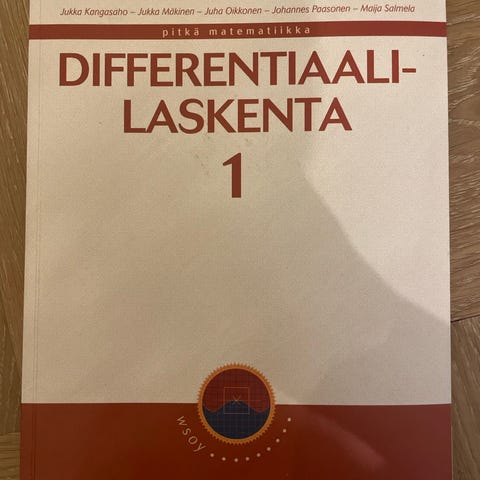 Jukka Kangasaho – Jukka Mäkinen – Juha Oikkonen – Johannes Paasonen – Maija Salmela
pitkä matematiikka
DIFFERENTIAALI-
LASKENTA
1
WSOY